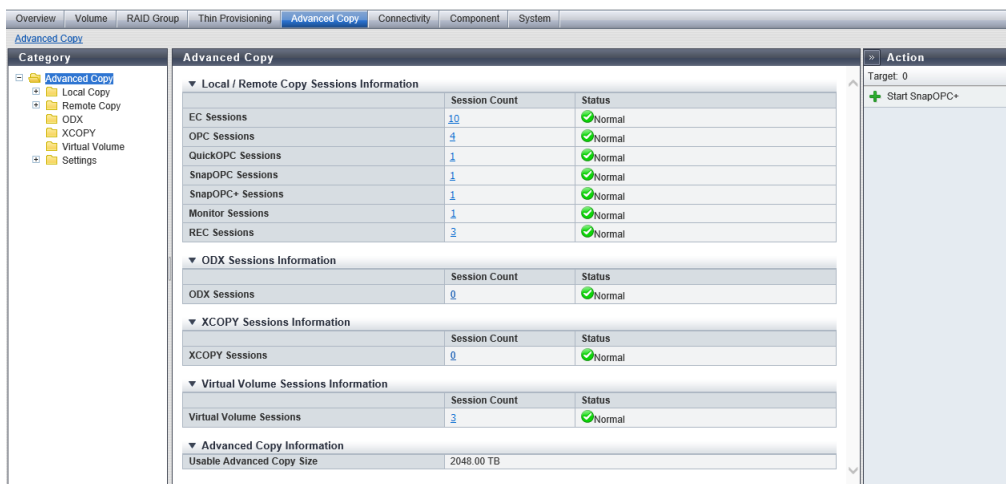 Overview Volume RAID Group Thin Provisioning Advanced Copy Connectivity Component System
Advanced Copy
Category
Advanced Copy
Local Copy
Remote Copy
ODX
XCOPY
Virtual Volume
Settings
Advanced Copy
▼ Local / Remote Copy Sessions Information
Session Count Status
EC Sessions 10 Normal
OPC Sessions 4 Normal
QuickOPC Sessions 1 Normal
SnapOPC Sessions 1 Normal
SnapOPC+ Sessions 1 Normal
Monitor Sessions 1 Normal
REC Sessions 3 Normal
▼ ODX Sessions Information
Session Count Status
ODX Sessions 0 Normal
▼ XCOPY Sessions Information
Session Count Status
XCOPY Sessions 0 Normal
▼ Virtual Volume Sessions Information
Session Count Status
Virtual Volume Sessions 3 Normal
▼ Advanced Copy Information
Usable Advanced Copy Size 2048.00 TB
» Action
Target: 0
Start SnapOPC+